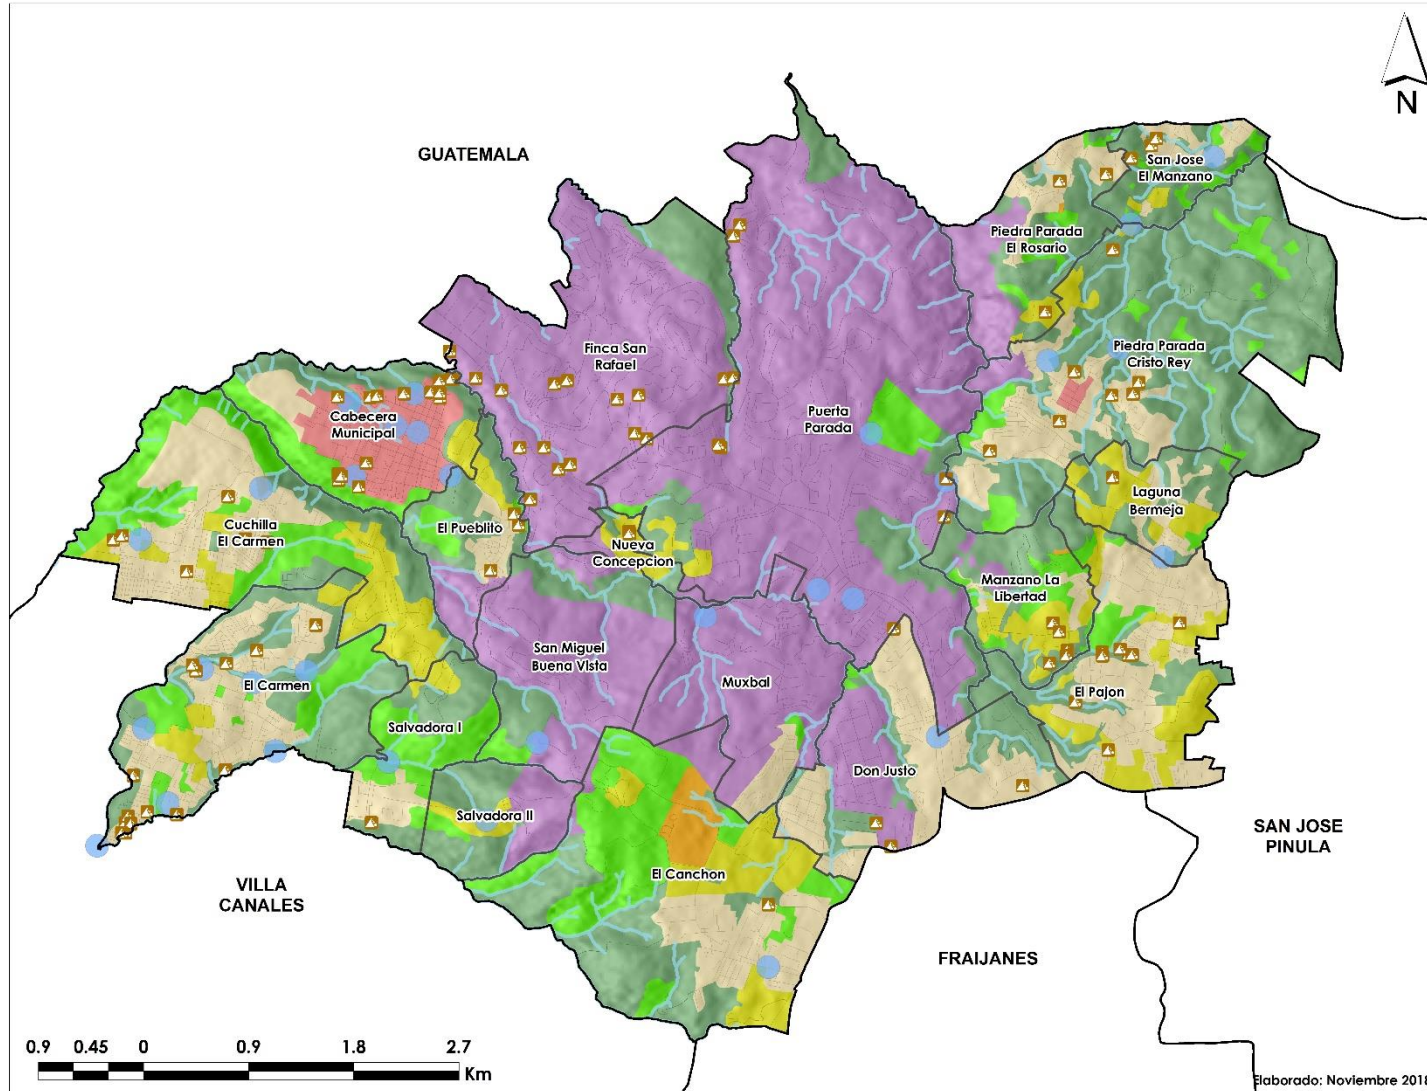 N
GUATEMALA
San Jose
El Manzano
Piedra Parada
El Rosario
Piedra Parada
Cristo Rey
Finca San
Rafael
Cabecera
Municipal
Puerta
Parada
Laguna
Bermeja
Cuchilla
El Carmen
El Pueblito
Nueva
Concepcion
Manzano La
Libertad
San Miguel
Buena Vista
El Carmen
Muxbal
El Pajon
Salvadora I
Don Justo
Salvadora II
El Canchon
SAN JOSE
PINULA
VILLA
CANALES
FRAIJANES
0.9 0.45 0 0.9 1.8 2.7
Km
Elaborado: Noviembre 2018